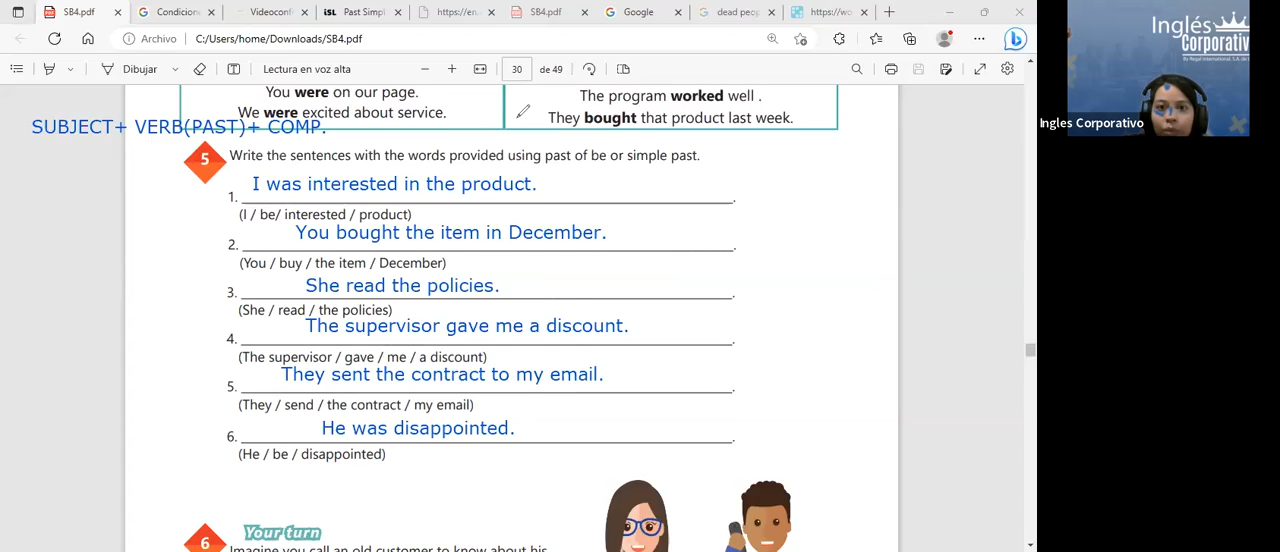 SB4.pdf
Condicion
Videoconf
iSL Past Simpl
https://en.
SB4.pdf
Google
dead peop
https://wo
Archivo C:/Users/home/Downloads/SB4.pdf
Dibujar
Lectura en voz alta
30 de 49
Inglés
Corporativ
Ingles Corporativo
You were on our page.
We were excited about service.
The program worked well .
They bought that product last week.
SUBJECT+ VERB(PAST)+ COMP.
5 Write the sentences with the words provided using past of be or simple past.
I was interested in the product.
1. .
(I / be/ interested / product)
You bought the item in December.
2. .
(You / buy / the item / December)
She read the policies.
3. .
(She / read / the policies)
The supervisor gave me a discount.
4. .
(The supervisor / gave / me / a discount)
They sent the contract to my email.
5. .
(They / send / the contract / my email)
He was disappointed.
6. .
(He / be / disappointed)
6 Your turn
Imagine you call an old customer to know about his